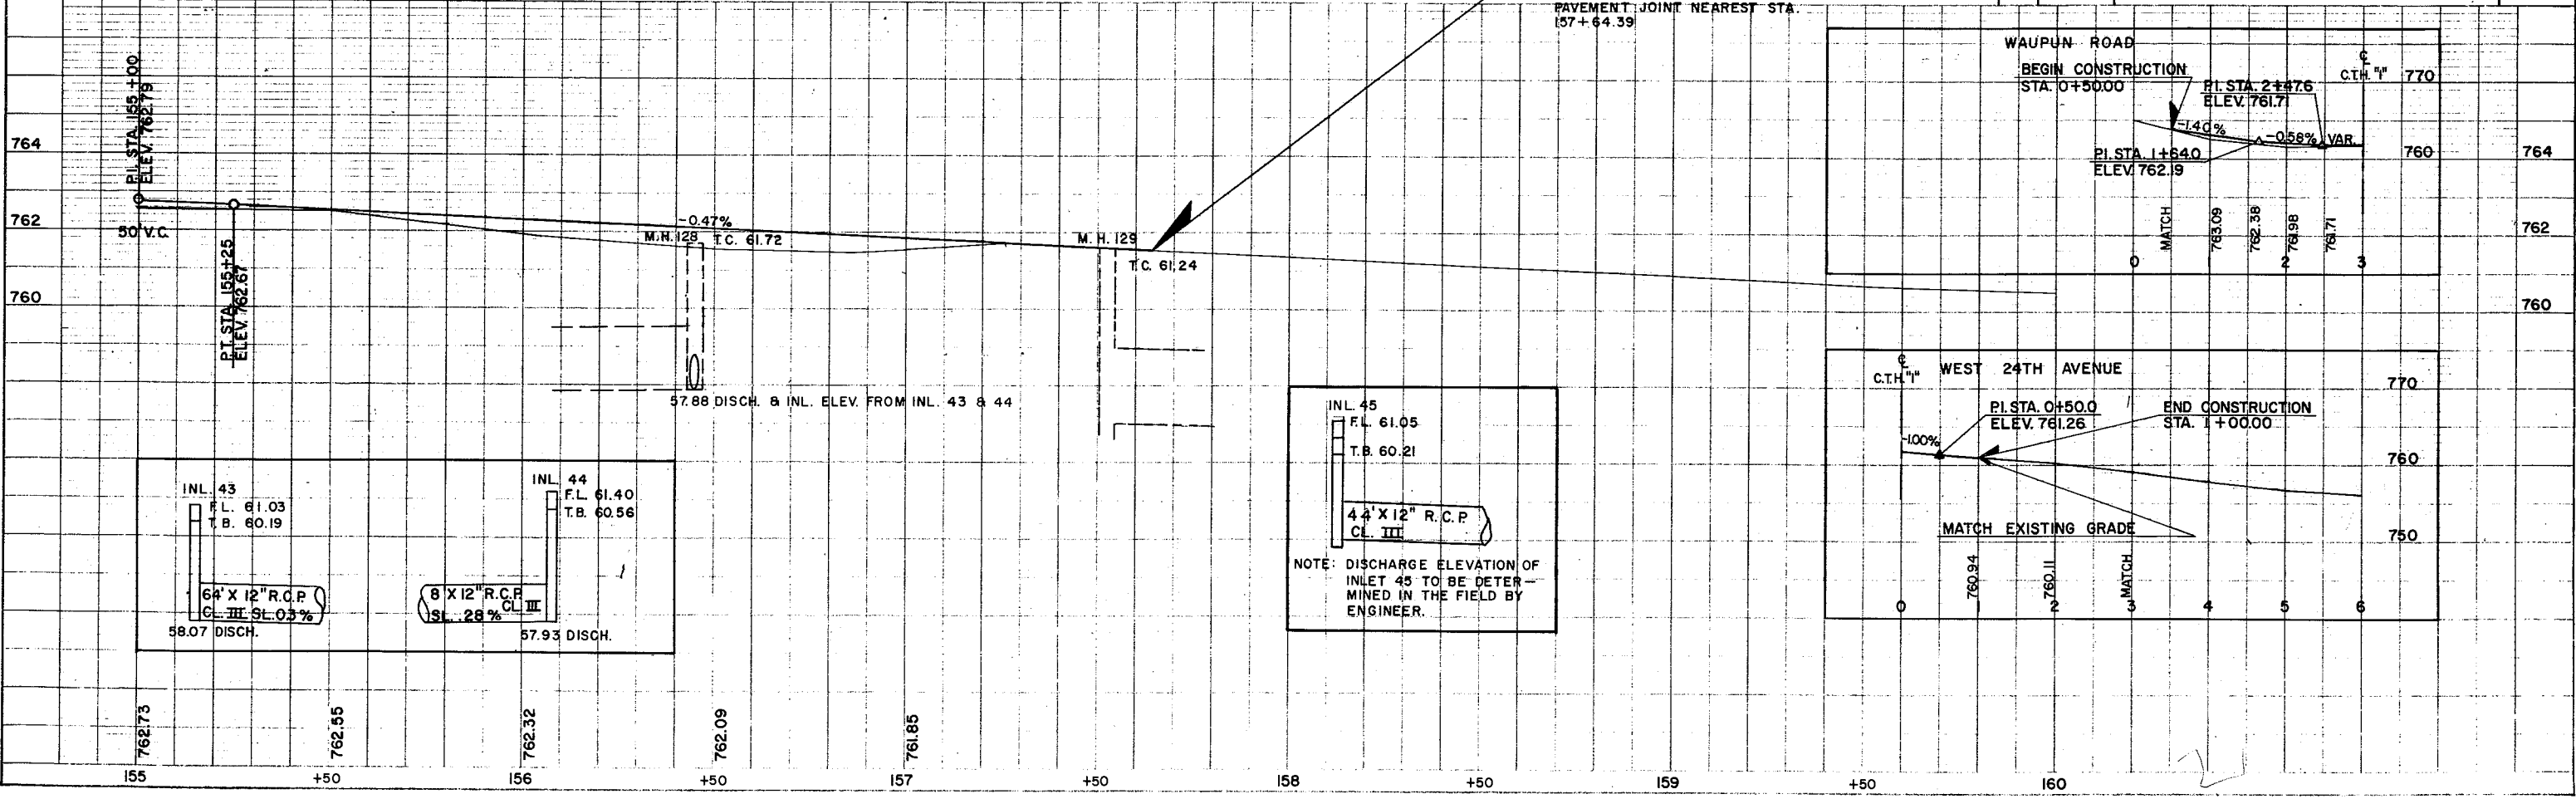 PAVEMENT JOINT NEAREST STA.
157+64.39
P.I. STA. 155+00
ELEV. 762.79
764
762
760
50' V.C.
P.T. STA. 155+25
ELEV. 762.67
-0.47%
M.H. 128
T.C. 61.72
M.H. 129
T.C. 61.24
57.88 DISCH. & INL. ELEV. FROM INL. 43 & 44
INL. 43
F.L. 61.03
T.B. 60.19
64' X 12" R.C.P.
CL. III SL. 0.3%
58.07 DISCH.
INL. 44
F.L. 61.40
T.B. 60.56
8' X 12" R.C.P.
CL. III
SL. .28%
57.93 DISCH.
INL. 45
F.L. 61.05
T.B. 60.21
44' X 12" R.C.P.
CL. III
NOTE: DISCHARGE ELEVATION OF
INLET 45 TO BE DETER-
MINED IN THE FIELD BY
ENGINEER.
WAUPUN ROAD
BEGIN CONSTRUCTION
STA. 0+50.00
P.I. STA. 2+47.6
ELEV. 761.71
℄
C.T.H. "I"
770
-1.40%
-0.58%
VAR.
760
P.I. STA. 1+64.0
ELEV. 762.19
MATCH
763.09
762.38
761.98
761.71
0
2
3
764
762
760
℄
C.T.H. "I"
WEST 24TH AVENUE
770
P.I. STA. 0+50.0
ELEV. 761.26
END CONSTRUCTION
STA. 1+00.00
-1.00%
760
MATCH EXISTING GRADE
750
760.94
760.11
MATCH
0
2
3
4
5
6
762.73
762.55
762.32
762.09
761.85
155
+50
156
+50
157
+50
158
+50
159
+50
160